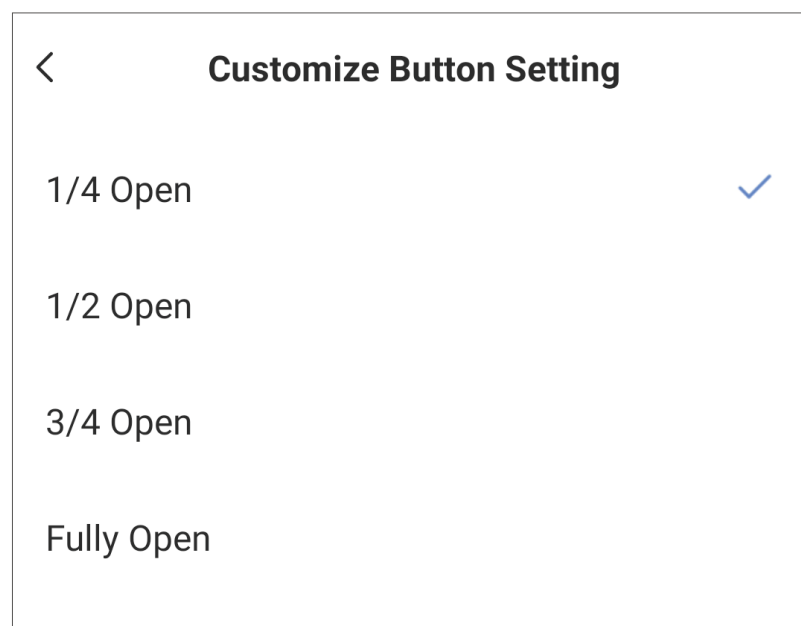 Customize Button Setting
1/4 Open
1/2 Open
3/4 Open
Fully Open